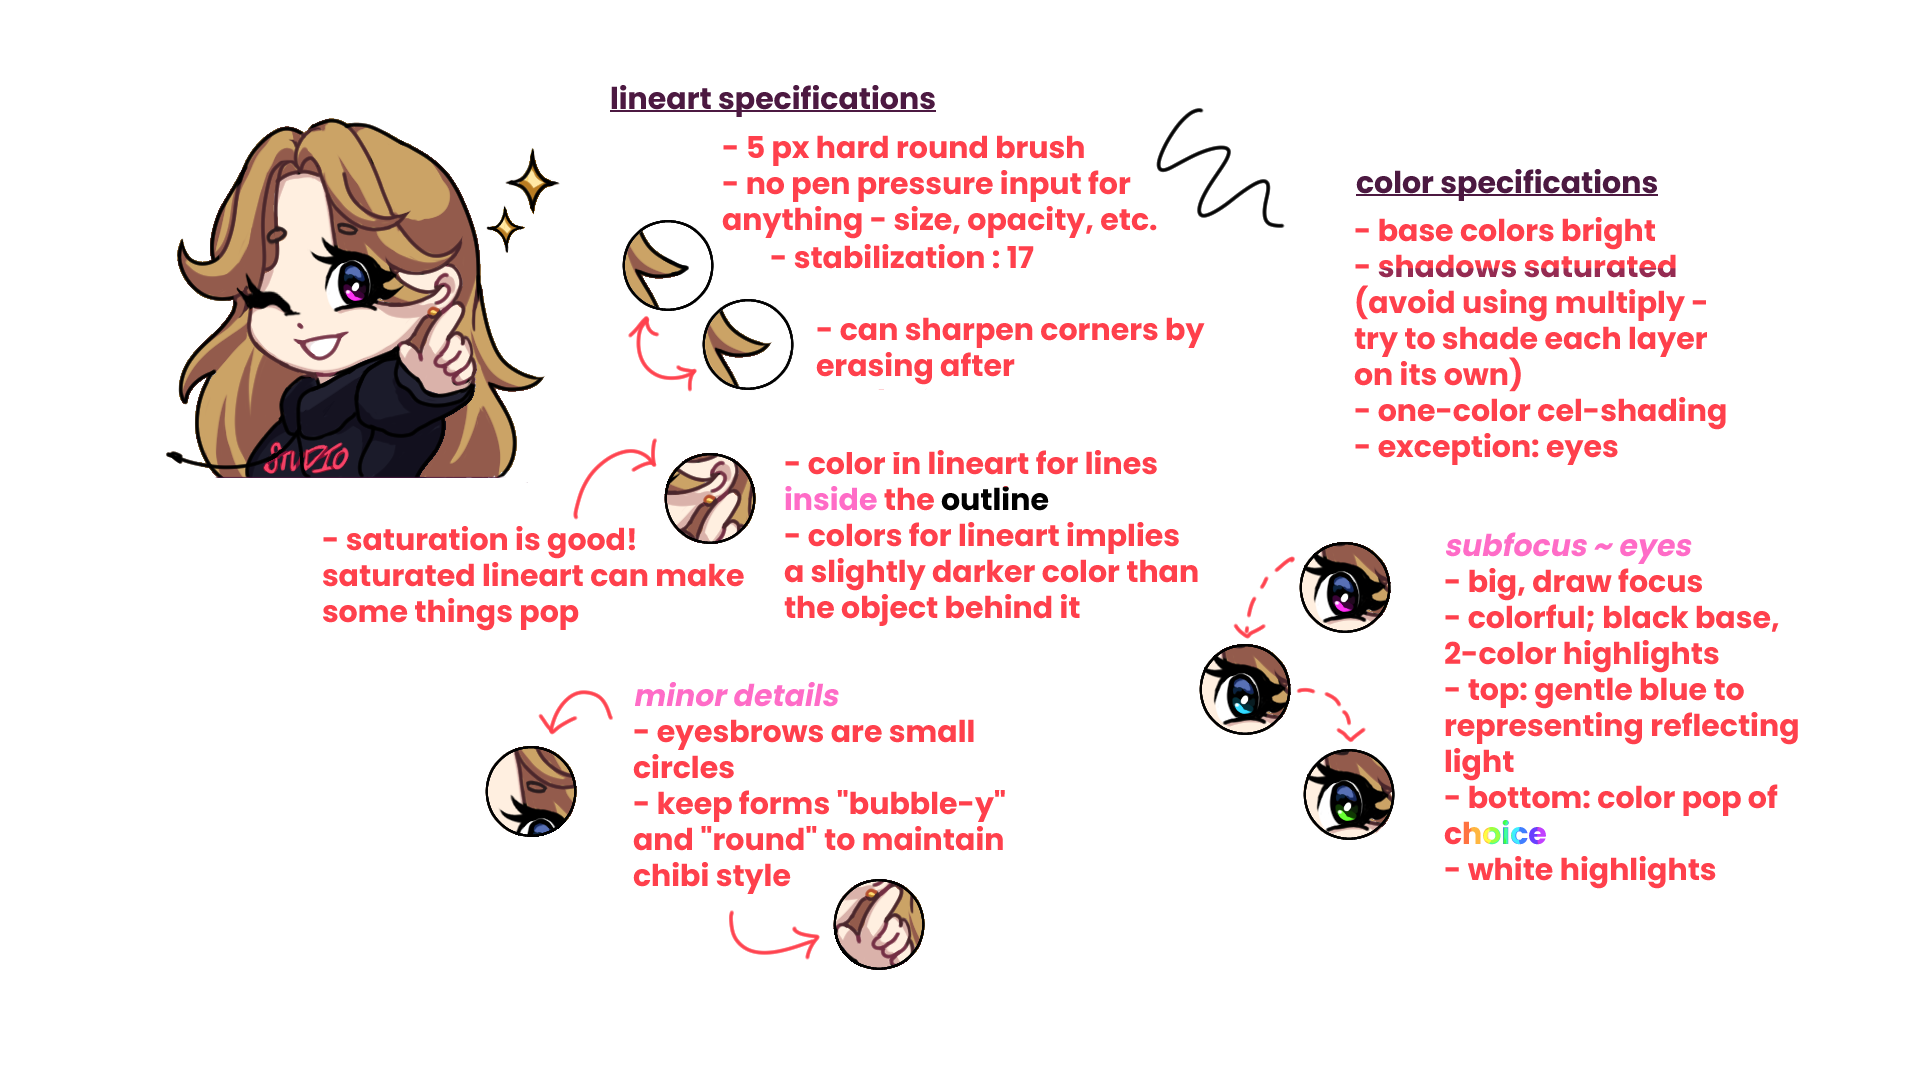 lineart specifications
- 5 px hard round brush
- no pen pressure input for
anything - size, opacity, etc.
- stabilization : 17
- can sharpen corners by
erasing after
- color in lineart for lines
inside the outline
- colors for lineart implies
a slightly darker color than
the object behind it
- saturation is good!
saturated lineart can make
some things pop
minor details
- eyesbrows are small
circles
- keep forms "bubble-y"
and "round" to maintain
chibi style
color specifications
- base colors bright
- shadows saturated
(avoid using multiply -
try to shade each layer
on its own)
- one-color cel-shading
- exception: eyes
subfocus ~ eyes
- big, draw focus
- colorful; black base,
2-color highlights
- top: gentle blue to
representing reflecting
light
- bottom: color pop of
choice
- white highlights
STUDIO